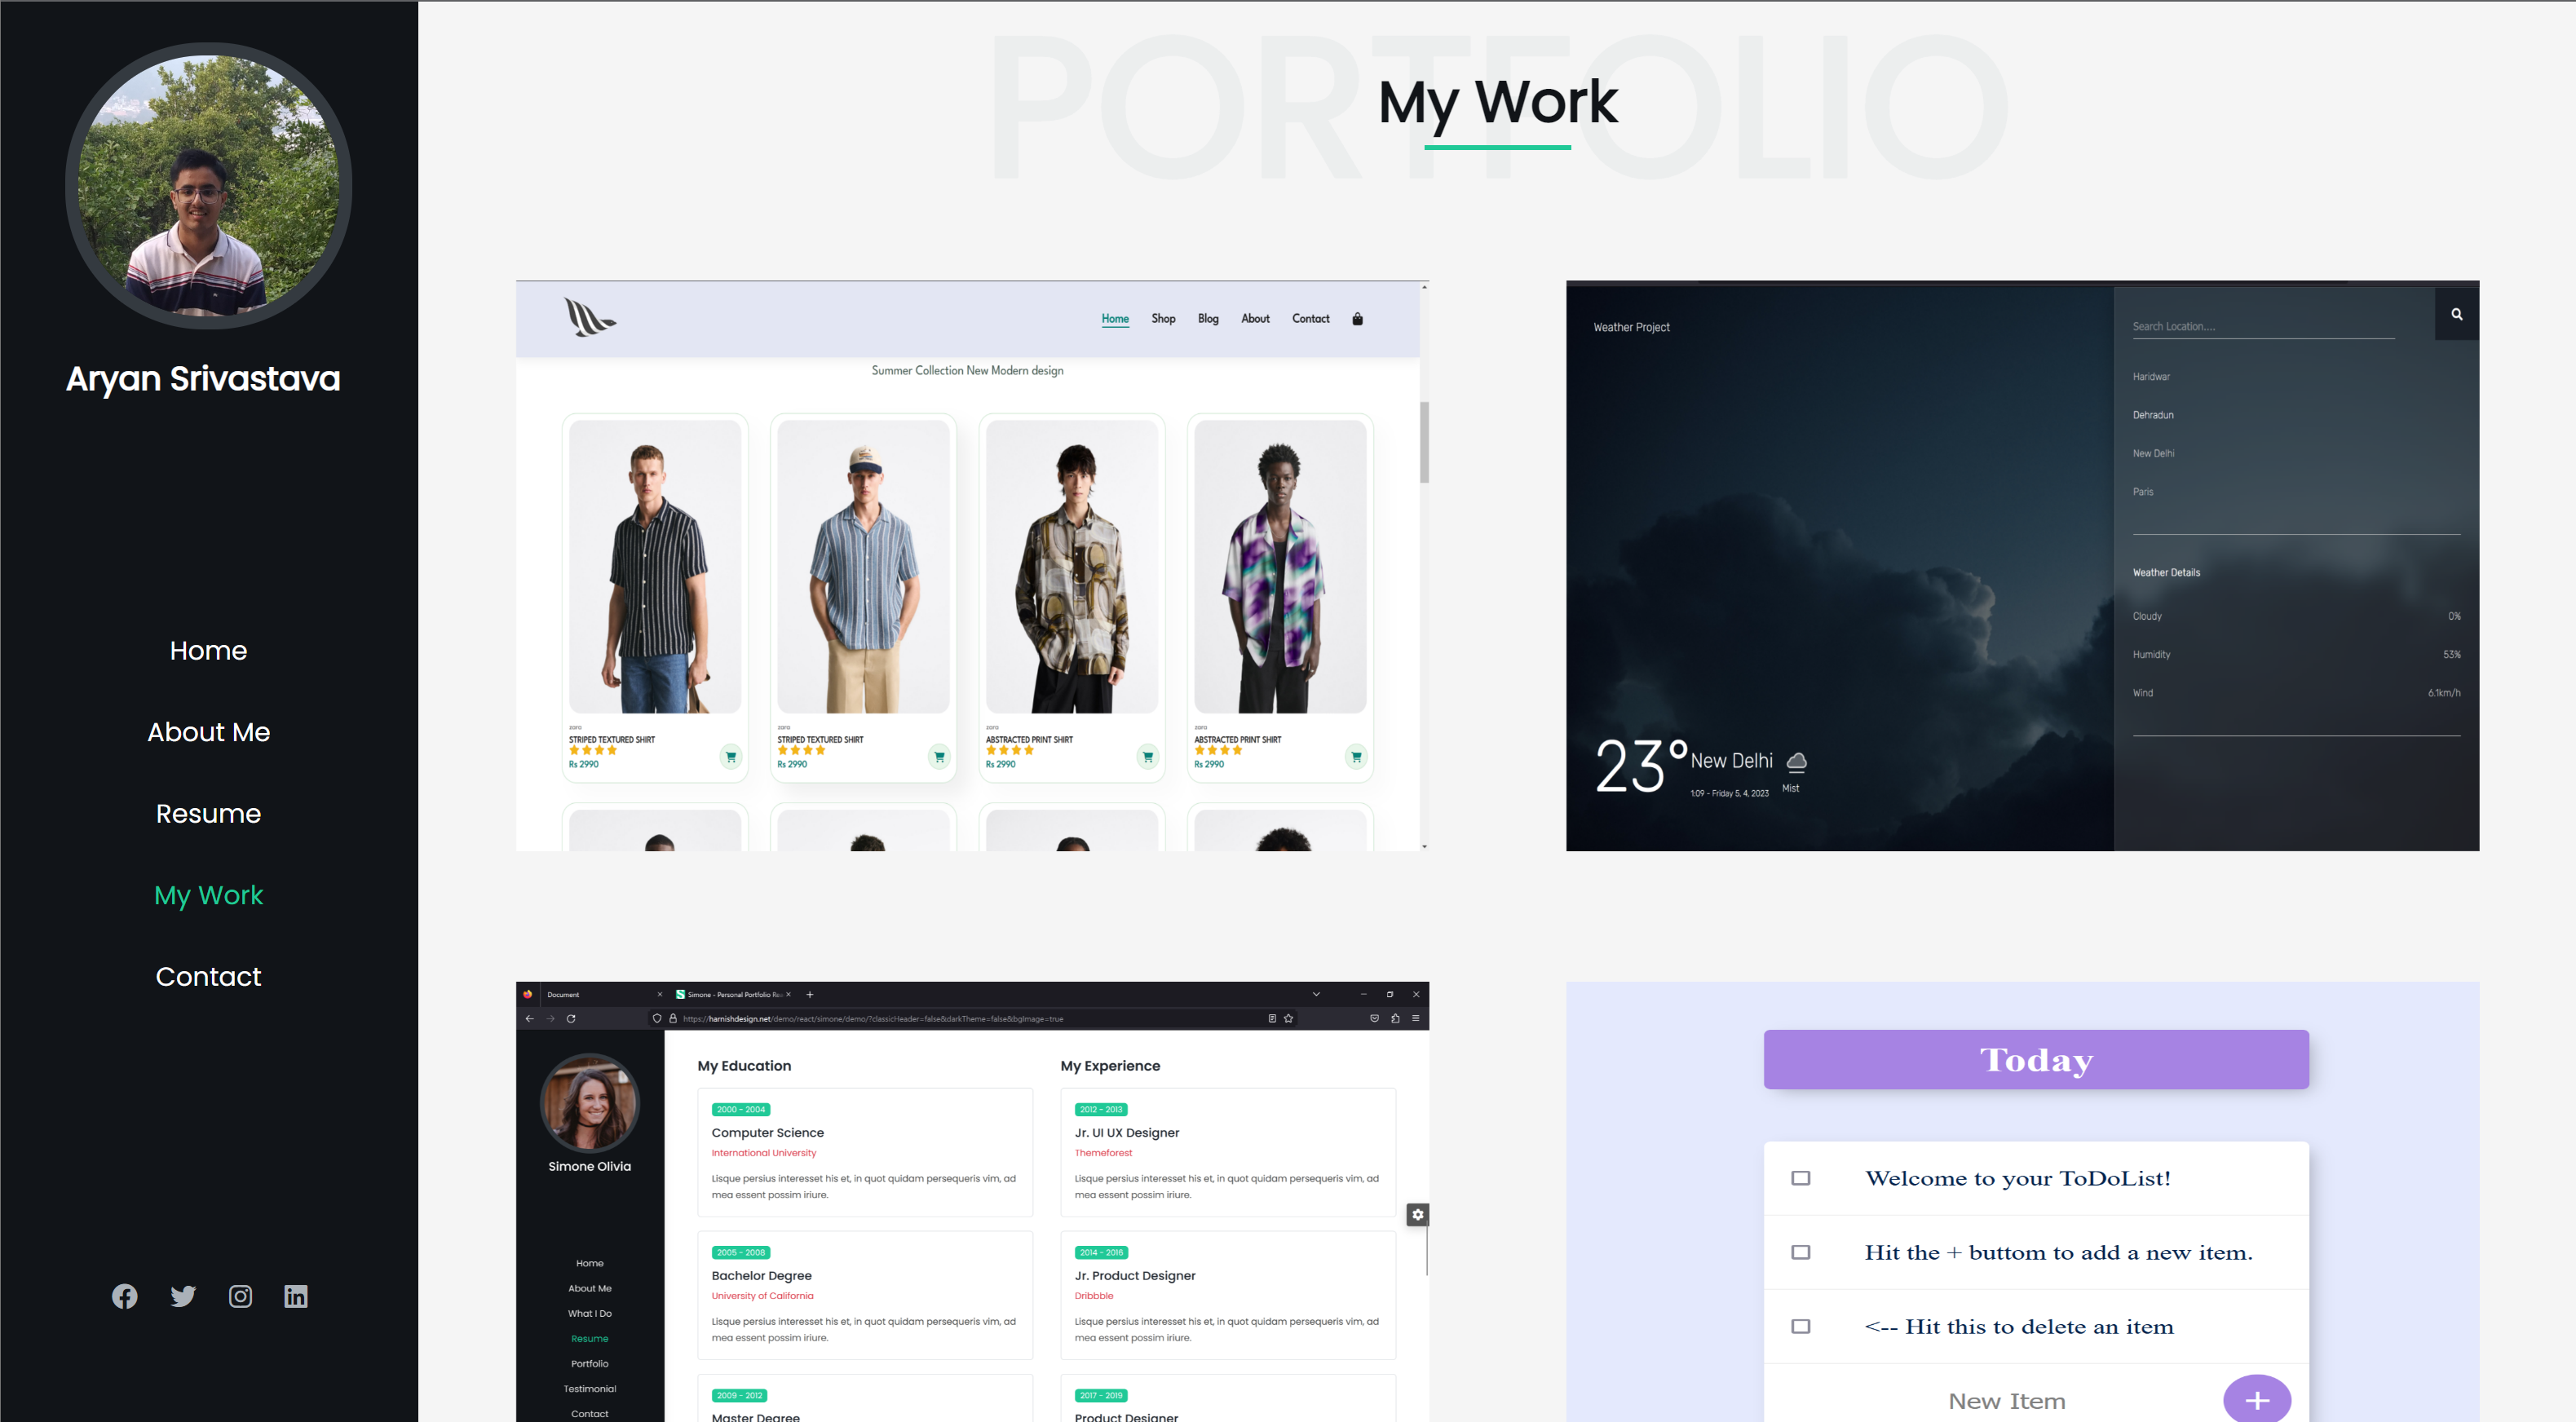 Aryan Srivastava
Home
About Me
Resume
My Work
Contact
PORTFOLIO
My Work
Home Shop Blog About Contact
Summer Collection New Modern design
zara
STRIPED TEXTURED SHIRT
Rs 2990
zara
STRIPED TEXTURED SHIRT
Rs 2990
zara
ABSTRACTED PRINT SHIRT
Rs 2990
zara
ABSTRACTED PRINT SHIRT
Rs 2990
Weather Project
23°
New Delhi
1:09 - Friday 5, 4, 2023
Mist
Search Location....
Haridwar
Dehradun
New Delhi
Paris
Weather Details
Cloudy 0%
Humidity 53%
Wind 6.1km/h
Document
Simone - Personal Portfolio Re
https://harnishdesign.net/demo/react/simone/demo/?classicHeader=false&darkTheme=false&bgImage=true
Simone Olivia
Home
About Me
What I Do
Resume
Portfolio
Testimonial
Contact
My Education
2000 - 2004
Computer Science
International University
Lisque persius interesset his et, in quot quidam persequeris vim, ad
mea essent possim iriure.
2005 - 2008
Bachelor Degree
University of California
Lisque persius interesset his et, in quot quidam persequeris vim, ad
mea essent possim iriure.
2009 - 2012
Master Degree
My Experience
2012 - 2013
Jr. UI UX Designer
Themeforest
Lisque persius interesset his et, in quot quidam persequeris vim, ad
mea essent possim iriure.
2014 - 2016
Jr. Product Designer
Dribbble
Lisque persius interesset his et, in quot quidam persequeris vim, ad
mea essent possim iriure.
2017 - 2019
Product Designer
Today
Welcome to your ToDoList!
Hit the + buttom to add a new item.
<-- Hit this to delete an item
New Item
+